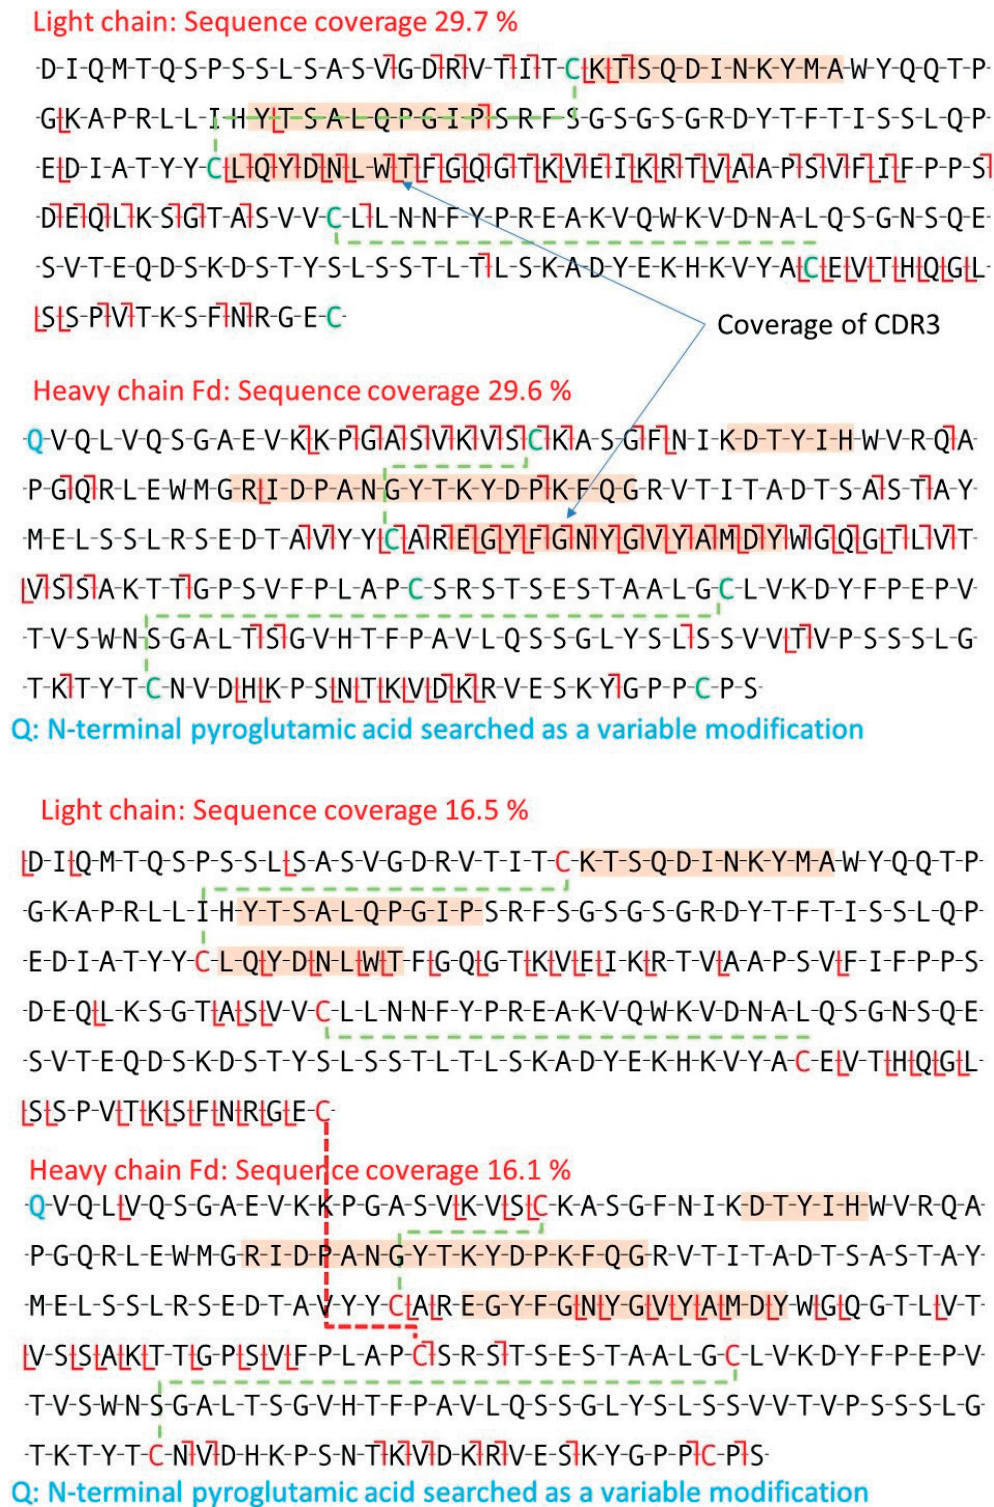 Light chain: Sequence coverage 29.7 %
D-I-Q-M-T-Q-S-P-S-S-L-S-A-S-V-G-D-R-V-T-I-T-C-K-T-S-Q-D-I-N-K-Y-M-A-W-Y-Q-Q-T-P-
G-K-A-P-R-L-L-I-H-Y-T-S-A-L-Q-P-G-I-P-S-R-F-S-G-S-G-S-G-R-D-Y-T-F-T-I-S-S-L-Q-P-
E-D-I-A-T-Y-Y-C-L-Q-Y-D-N-L-W-T-F-G-Q-G-T-K-V-E-I-K-R-T-V-A-A-P-S-V-F-I-F-P-P-S
D-E-Q-L-K-S-G-T-A-S-V-V-C-L-L-N-N-F-Y-P-R-E-A-K-V-Q-W-K-V-D-N-A-L-Q-S-G-N-S-Q-E-
S-V-T-E-Q-D-S-K-D-S-T-Y-S-L-S-S-T-L-T-L-S-K-A-D-Y-E-K-H-K-V-Y-A-C-E-V-T-H-Q-G-L-
S-S-P-V-T-K-S-F-N-R-G-E-C-
Coverage of CDR3
Heavy chain Fd: Sequence coverage 29.6 %
Q-V-Q-L-V-Q-S-G-A-E-V-K-K-P-G-A-S-V-K-V-S-C-K-A-S-G-F-N-I-K-D-T-Y-I-H-W-V-R-Q-A-
P-G-Q-R-L-E-W-M-G-R-I-D-P-A-N-G-Y-T-K-Y-D-P-K-F-Q-G-R-V-T-I-T-A-D-T-S-A-S-T-A-Y-
M-E-L-S-S-L-R-S-E-D-T-A-V-Y-Y-C-A-R-E-G-Y-F-G-N-Y-G-V-Y-A-M-D-Y-W-G-Q-G-T-L-V-T-
V-S-S-A-K-T-T-G-P-S-V-F-P-L-A-P-C-S-R-S-T-S-E-S-T-A-A-L-G-C-L-V-K-D-Y-F-P-E-P-V-
T-V-S-W-N-S-G-A-L-T-S-G-V-H-T-F-P-A-V-L-Q-S-S-G-L-Y-S-L-S-S-V-V-T-V-P-S-S-S-L-G-
T-K-T-Y-T-C-N-V-D-H-K-P-S-N-T-K-V-D-K-R-V-E-S-K-Y-G-P-P-C-P-S-
Q: N-terminal pyroglutamic acid searched as a variable modification
Light chain: Sequence coverage 16.5 %
D-I-Q-M-T-Q-S-P-S-S-L-S-A-S-V-G-D-R-V-T-I-T-C-K-T-S-Q-D-I-N-K-Y-M-A-W-Y-Q-Q-T-P-
G-K-A-P-R-L-L-I-H-Y-T-S-A-L-Q-P-G-I-P-S-R-F-S-G-S-G-S-G-R-D-Y-T-F-T-I-S-S-L-Q-P-
E-D-I-A-T-Y-Y-C-L-Q-Y-D-N-L-W-T-F-G-Q-G-T-K-V-E-I-K-R-T-V-A-A-P-S-V-F-I-F-P-P-S-
D-E-Q-L-K-S-G-T-A-S-V-V-C-L-L-N-N-F-Y-P-R-E-A-K-V-Q-W-K-V-D-N-A-L-Q-S-G-N-S-Q-E-
S-V-T-E-Q-D-S-K-D-S-T-Y-S-L-S-S-T-L-T-L-S-K-A-D-Y-E-K-H-K-V-Y-A-C-E-V-T-H-Q-G-L-
S-S-P-V-T-K-S-F-N-R-G-E-C-
Heavy chain Fd: Sequence coverage 16.1 %
Q-V-Q-L-V-Q-S-G-A-E-V-K-K-P-G-A-S-V-K-V-S-C-K-A-S-G-F-N-I-K-D-T-Y-I-H-W-V-R-Q-A-
P-G-Q-R-L-E-W-M-G-R-I-D-P-A-N-G-Y-T-K-Y-D-P-K-F-Q-G-R-V-T-I-T-A-D-T-S-A-S-T-A-Y-
M-E-L-S-S-L-R-S-E-D-T-A-V-Y-Y-C-A-R-E-G-Y-F-G-N-Y-G-V-Y-A-M-D-Y-W-G-Q-G-T-L-V-T-
V-S-S-A-K-T-T-G-P-S-V-F-P-L-A-P-C-S-R-S-T-S-E-S-T-A-A-L-G-C-L-V-K-D-Y-F-P-E-P-V-
T-V-S-W-N-S-G-A-L-T-S-G-V-H-T-F-P-A-V-L-Q-S-S-G-L-Y-S-L-S-S-V-V-T-V-P-S-S-S-L-G-
T-K-T-Y-T-C-N-V-D-H-K-P-S-N-T-K-V-D-K-R-V-E-S-K-Y-G-P-P-C-P-S-
Q: N-terminal pyroglutamic acid searched as a variable modification